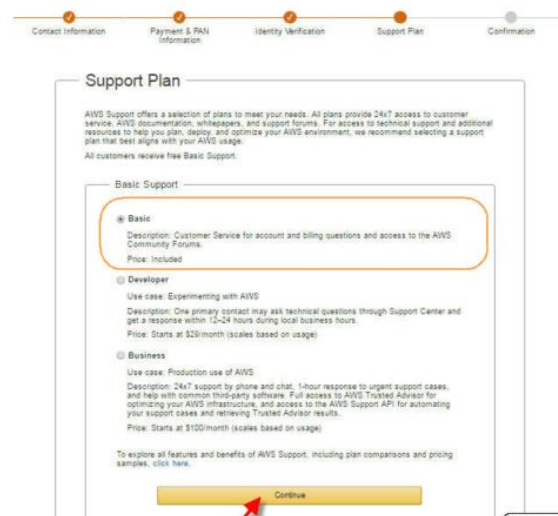 Contact Information
Payment & PAN
Information
Identity Verification
Support Plan
Confirmation
Support Plan
AWS Support offers a selection of plans to meet your needs. All plans provide 24x7 access to customer
service, AWS documentation, whitepapers, and support forums. For access to technical support and additional
resources to help you plan, deploy, and optimize your AWS environment, we recommend selecting a support
plan that best aligns with your AWS usage.
All customers receive free Basic Support.
Basic Support
Basic
Description: Customer Service for account and billing questions and access to the AWS
Community Forums.
Price: Included
Developer
Use case: Experimenting with AWS
Description: One primary contact may ask technical questions through Support Center and
get a response within 12–24 hours during local business hours.
Price: Starts at $29/month (scales based on usage)
Business
Use case: Production use of AWS
Description: 24x7 support by phone and chat, 1-hour response to urgent support cases,
and help with common third-party software. Full access to AWS Trusted Advisor for
optimizing your AWS infrastructure, and access to the AWS Support API for automating
your support cases and retrieving Trusted Advisor results.
Price: Starts at $100/month (scales based on usage)
To explore all features and benefits of AWS Support, including plan comparisons and pricing
samples, click here.
Continue